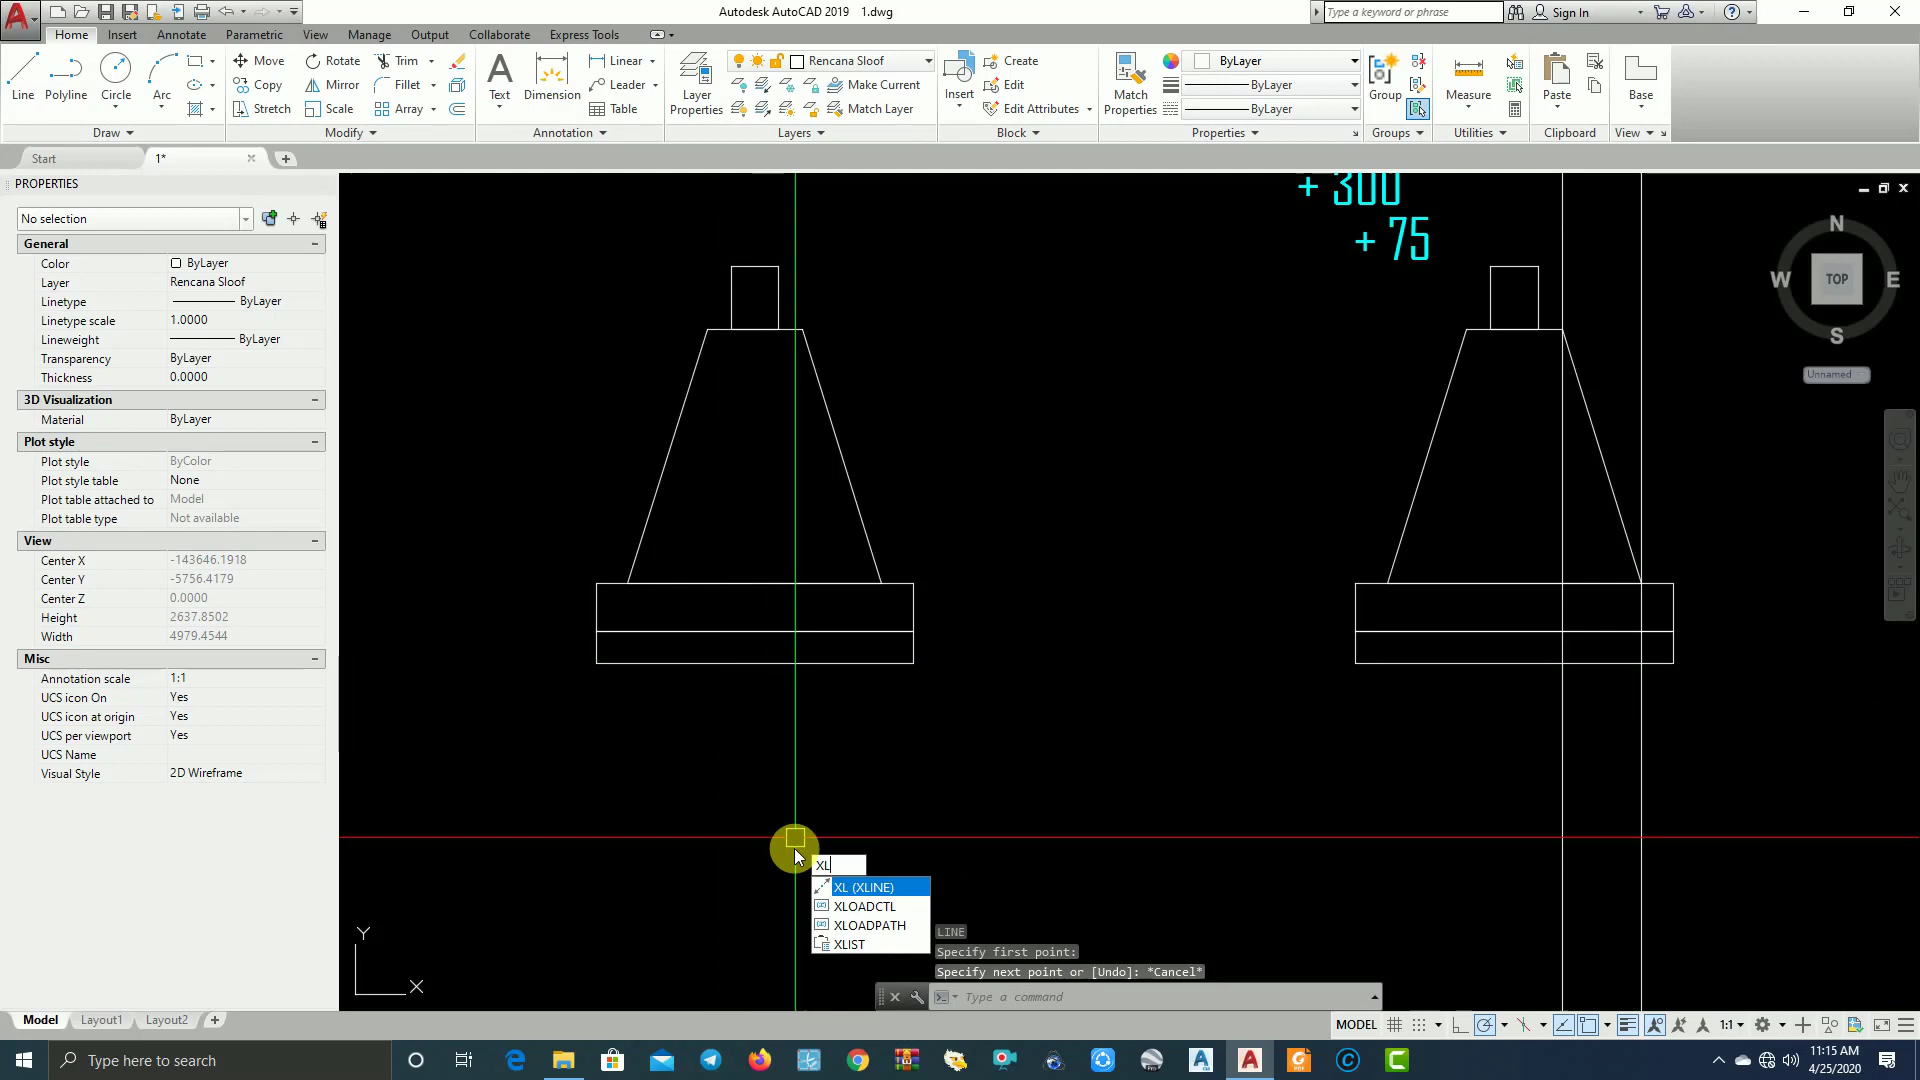 Autodesk AutoCAD 2019 1.dwg
Type a keyword or phrase
Sign In
Home Insert Annotate Parametric View Manage Output Collaborate Express Tools
Line Polyline Circle Arc
Move Rotate Trim
Copy Mirror Fillet
Stretch Scale Array
Text Dimension
Linear
Leader
Table
Layer Properties
Rencana Sloof
Make Current
Match Layer
Insert
Create
Edit
Edit Attributes
Match Properties
ByLayer
ByLayer
ByLayer
Group
Measure
Paste
Base
Draw Modify Annotation Layers Block Properties Groups Utilities Clipboard View
Start 1*
PROPERTIES
No selection
General
Color ByLayer
Layer Rencana Sloof
Linetype ByLayer
Linetype scale 1.0000
Lineweight ByLayer
Transparency ByLayer
Thickness 0.0000
3D Visualization
Material ByLayer
Plot style
Plot style ByColor
Plot style table None
Plot table attached to Model
Plot table type Not available
View
Center X -143646.1918
Center Y -5756.4179
Center Z 0.0000
Height 2637.8502
Width 4979.4544
Misc
Annotation scale 1:1
UCS icon On Yes
UCS icon at origin Yes
UCS per viewport Yes
UCS Name
Visual Style 2D Wireframe
+ 300
+ 75
N
W TOP E
S
Unnamed
XL
XL (XLINE)
XLOADCTL
XLOADPATH
XLIST
LINE
Specify first point:
Specify next point or [Undo]: *Cancel*
Type a command
Y
X
Model Layout1 Layout2
MODEL 1:1
Type here to search
11:15 AM
4/25/2020